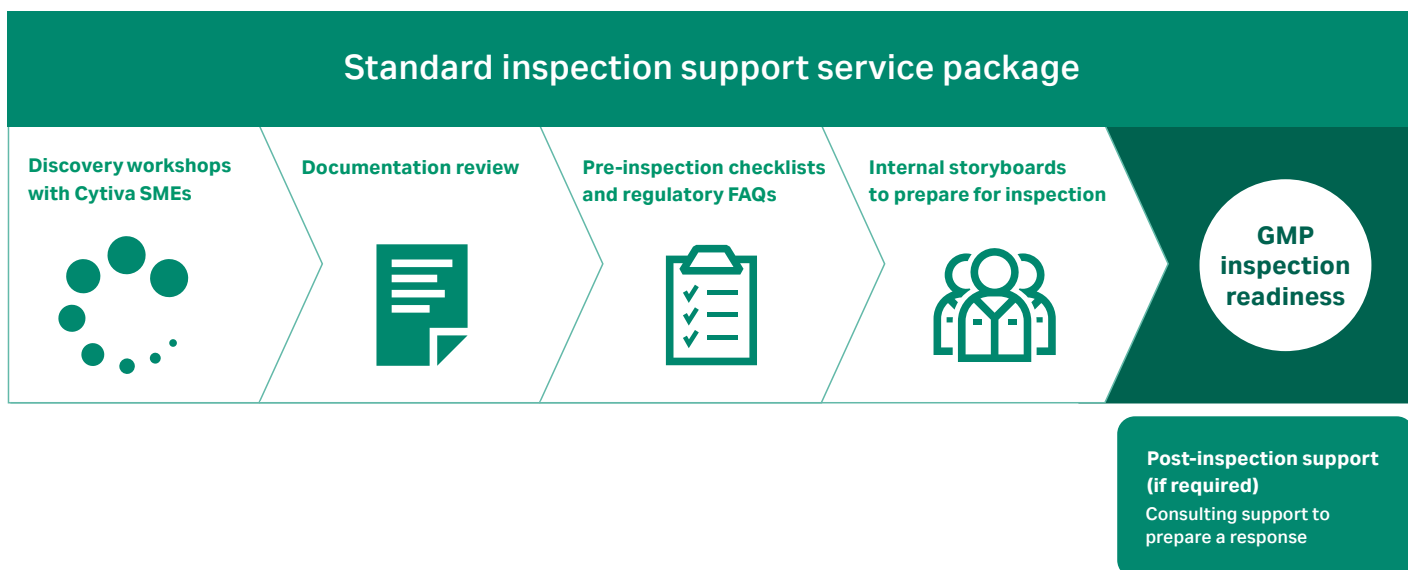 Standard inspection support service package
Discovery workshops
with Cytiva SMEs
Documentation review
Pre-inspection checklists
and regulatory FAQs
Internal storyboards
to prepare for inspection
GMP
inspection
readiness
Post-inspection support
(if required)
Consulting support to
prepare a response